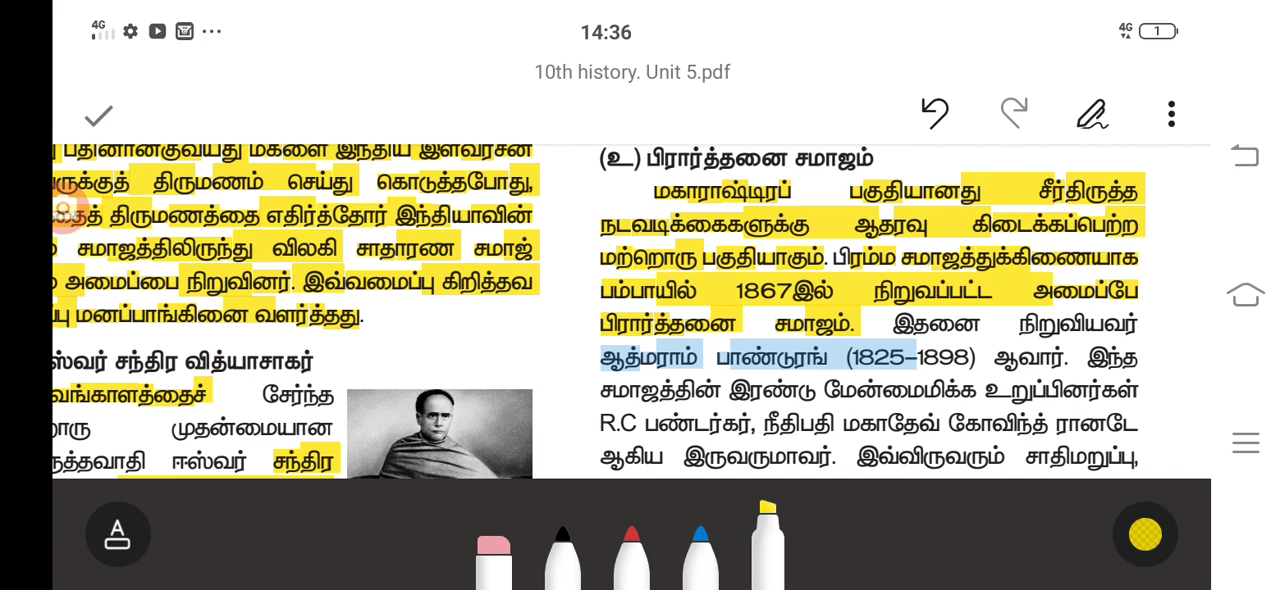 4G
14:36
4G 1
10th history. Unit 5.pdf
பதினான்குவயது மகளை இந்திய இளவரசன்
திருமணம் செய்து கொடுத்தபோது,
திருமணத்தை எதிர்த்தோர் இந்தியாவின்
சமாஜத்திலிருந்து விலகி சாதாரண சமாஜ்
அமைப்பை நிறுவினர். இவ்வமைப்பு கிறித்தவ
மனப்பாங்கினை வளர்த்தது.
சந்திர வித்யாசாகர்
சேர்ந்த
முதன்மையான
ஈஸ்வர் சந்திர
(உ) பிரார்த்தனை சமாஜம்
மகாராஷ்டிரப் பகுதியானது சீர்திருத்த
நடவடிக்கைகளுக்கு ஆதரவு கிடைக்கப்பெற்ற
மற்றொரு பகுதியாகும். பிரம்ம சமாஜத்துக்கிணையாக
பம்பாயில் 1867இல் நிறுவப்பட்ட அமைப்பே
பிரார்த்தனை சமாஜம். இதனை நிறுவியவர்
ஆத்மராம் பாண்டுரங் (1825–1898) ஆவார். இந்த
சமாஜத்தின் இரண்டு மேன்மைமிக்க உறுப்பினர்கள்
R.C பண்டர்கர், நீதிபதி மகாதேவ் கோவிந்த் ரானடே
ஆகிய இருவருமாவர். இவ்விருவரும் சாதிமறுப்பு,
A